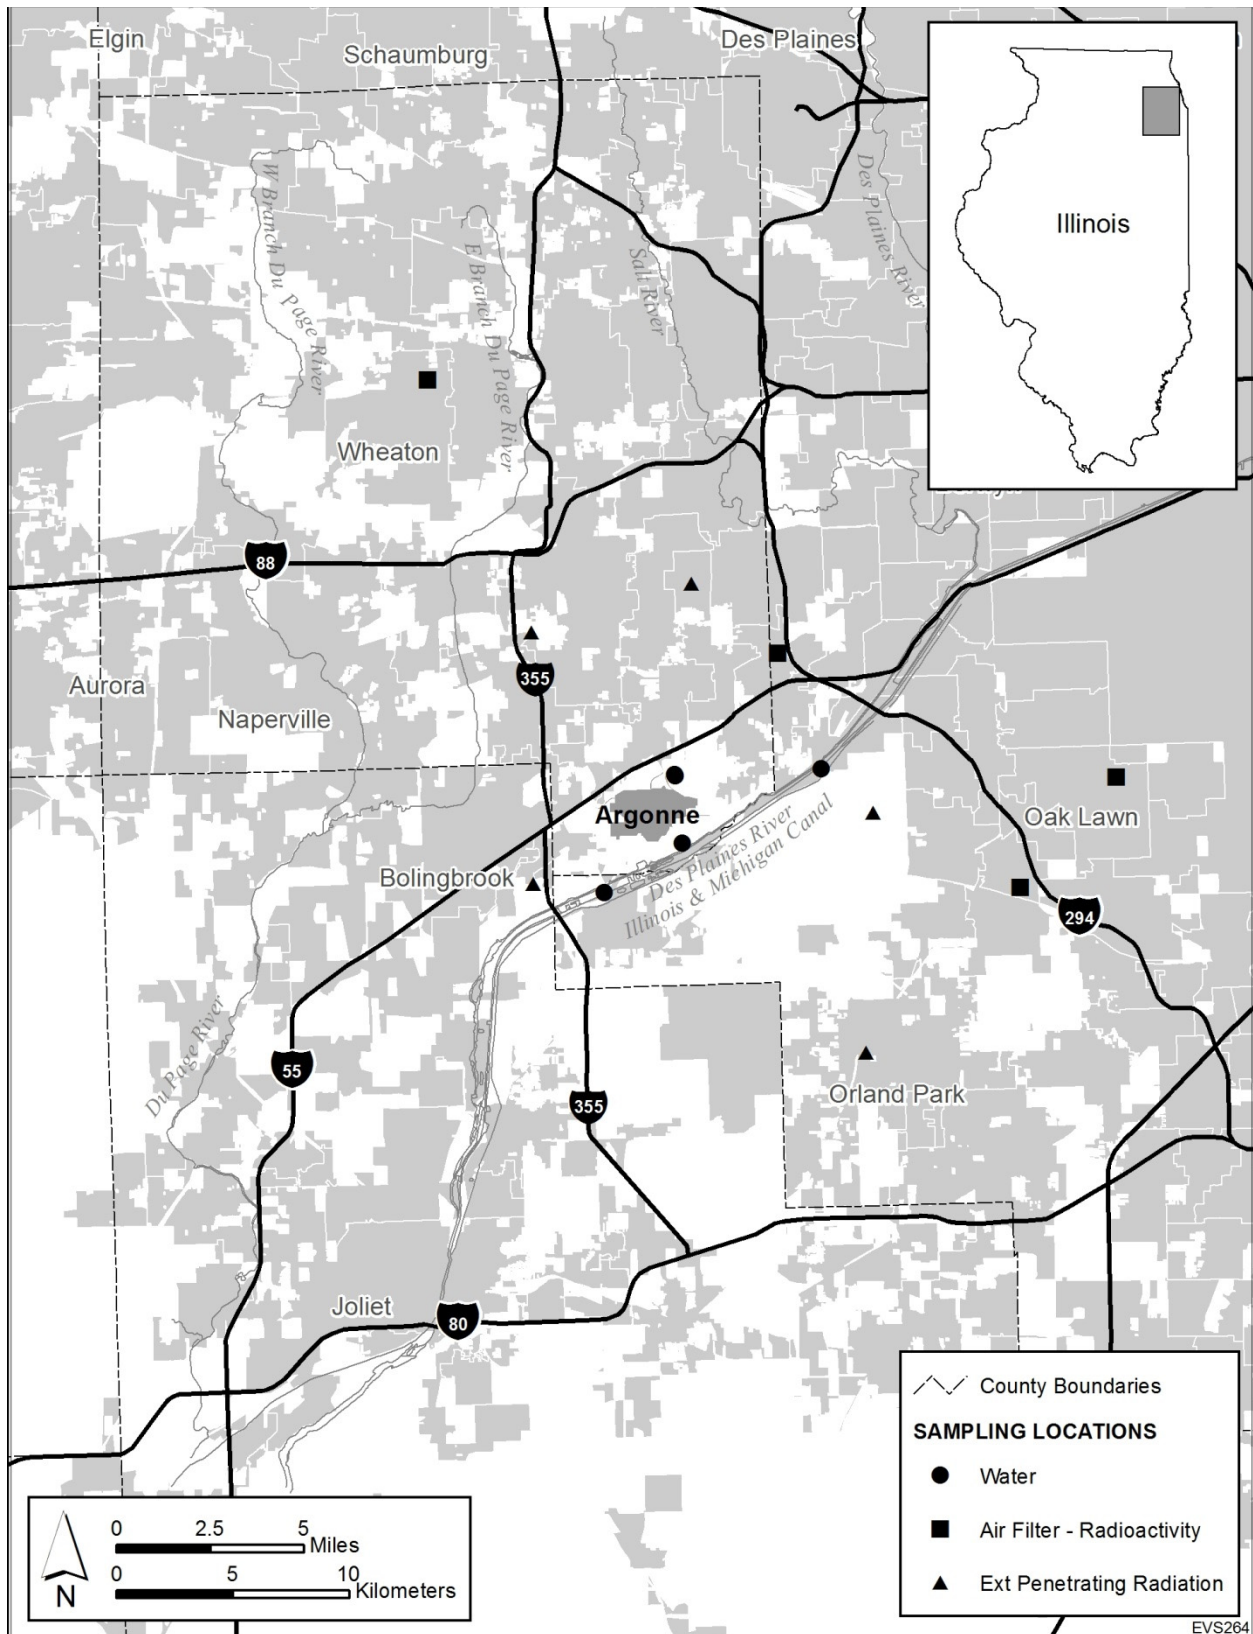 Elgin
Schaumburg
Des Plaines
Illinois
W Branch Du Page River
E Branch Du Page River
Salt River
Des Plaines River
Wheaton
88
355
Aurora
Naperville
Argonne
Oak Lawn
Bolingbrook
Des Plaines River
Illinois & Michigan Canal
294
Du Page River
55
355
Orland Park
Joliet
80
County Boundaries
SAMPLING LOCATIONS
Water
Air Filter - Radioactivity
Ext Penetrating Radiation
0 2.5 5
Miles
0 5 10
Kilometers
N
EVS264